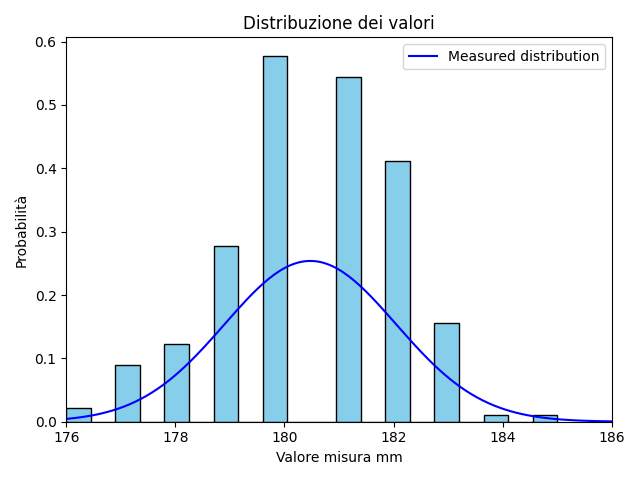 Distribuzione dei valori
Measured distribution
0.6
0.5
0.4
0.3
0.2
0.1
0.0
Probabilità
176 178 180 182 184 186
Valore misura mm